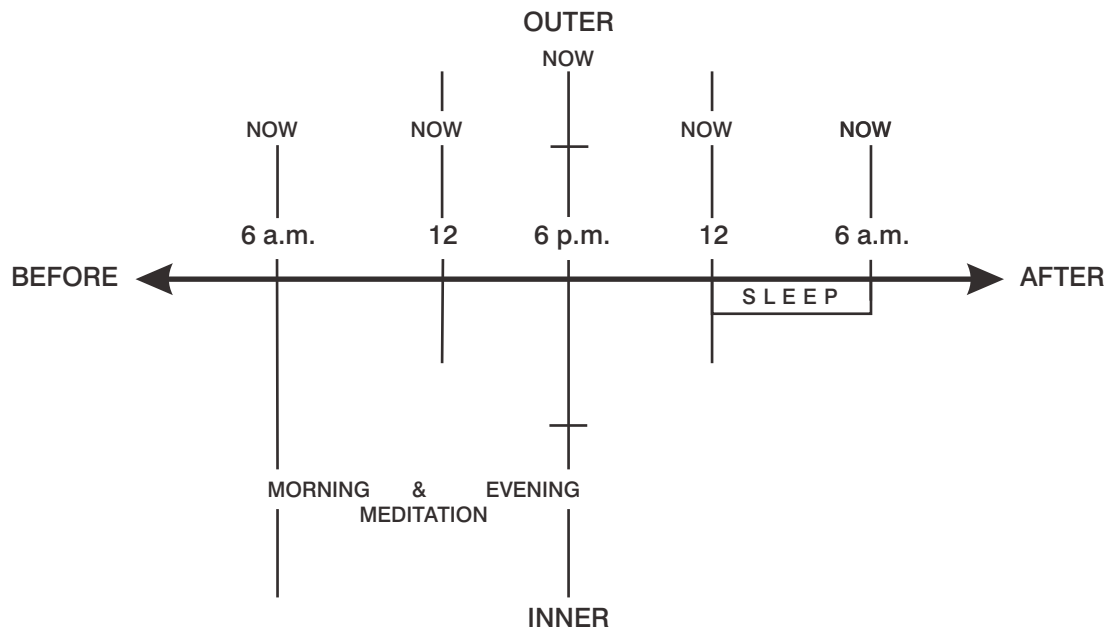 OUTER
NOW
NOW NOW NOW NOW
6 a.m. 12 6 p.m. 12 6 a.m.
BEFORE AFTER
SLEEP
MORNING & EVENING
MEDITATION
INNER